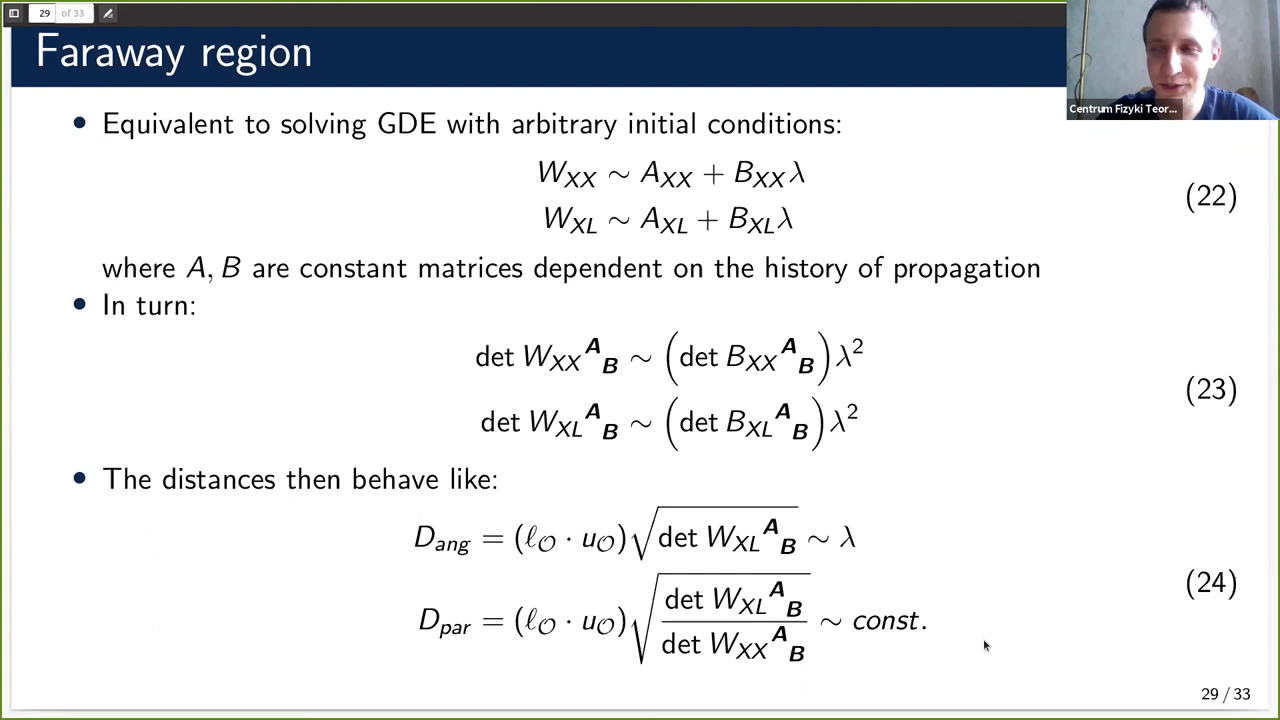 29 of 33
Faraway region
Centrum Fizyki Teor...
• Equivalent to solving GDE with arbitrary initial conditions:
W_XX ∼ A_XX + B_XX λ
W_XL ∼ A_XL + B_XL λ
(22)
where A, B are constant matrices dependent on the history of propagation
• In turn:
det W_XX^A_B ∼ (det B_XX^A_B) λ²
det W_XL^A_B ∼ (det B_XL^A_B) λ²
(23)
• The distances then behave like:
D_ang = (ℓ_O · u_O) √(det W_XL^A_B) ∼ λ
D_par = (ℓ_O · u_O) √(det W_XL^A_B / det W_XX^A_B) ∼ const.
(24)
29 / 33